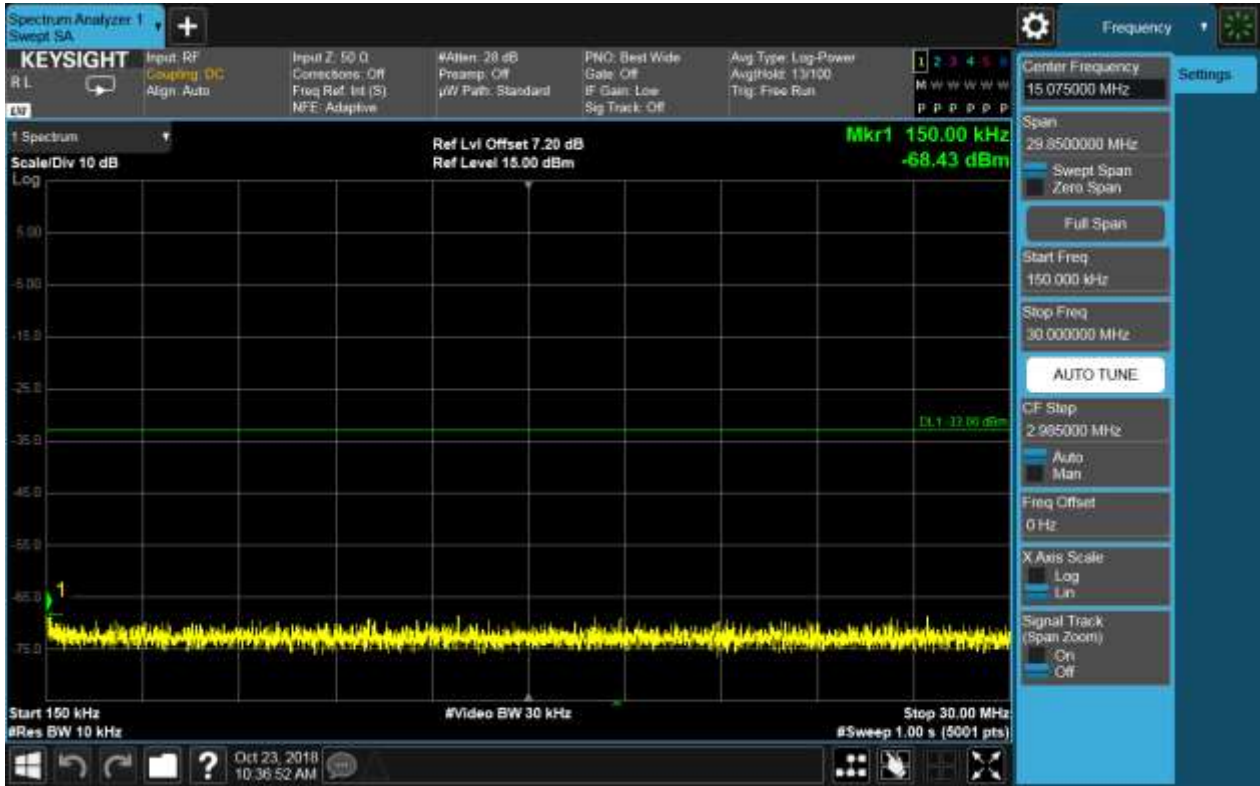 Spectrum Analyzer 1
Swept SA
+
Frequency
KEYSIGHT
R L
Input: RF
Coupling: DC
Align: Auto
Input Z: 50 Ω
Corrections: Off
Freq Ref: Int (S)
NFE: Adaptive
#Atten: 28 dB
Preamp: Off
µW Path: Standard
PNO: Best Wide
Gate: Off
IF Gain: Low
Sig Track: Off
Avg Type: Log-Power
Avg|Hold: 13/100
Trig: Free Run
1 2 3 4 5 6
M W W W W W
P P P P P P
1 Spectrum
Scale/Div 10 dB
Log
Ref Lvl Offset 7.20 dB
Ref Level 15.00 dBm
Mkr1 150.00 kHz
-68.43 dBm
5.00
-5.00
-15.0
-25.0
-35.0
-45.0
-55.0
-65.0
-75.0
1
Start 150 kHz
#Res BW 10 kHz
#Video BW 30 kHz
Stop 30.00 MHz
#Sweep 1.00 s (5001 pts)
?
Oct 23, 2018
10:36:52 AM
Settings
Center Frequency
15.075000 MHz
Span
29.8500000 MHz
Swept Span
Zero Span
Full Span
Start Freq
150.000 kHz
Stop Freq
30.000000 MHz
AUTO TUNE
CF Step
2.985000 MHz
Auto
Man
Freq Offset
0 Hz
X Axis Scale
Log
Lin
Signal Track
(Span Zoom)
On
Off